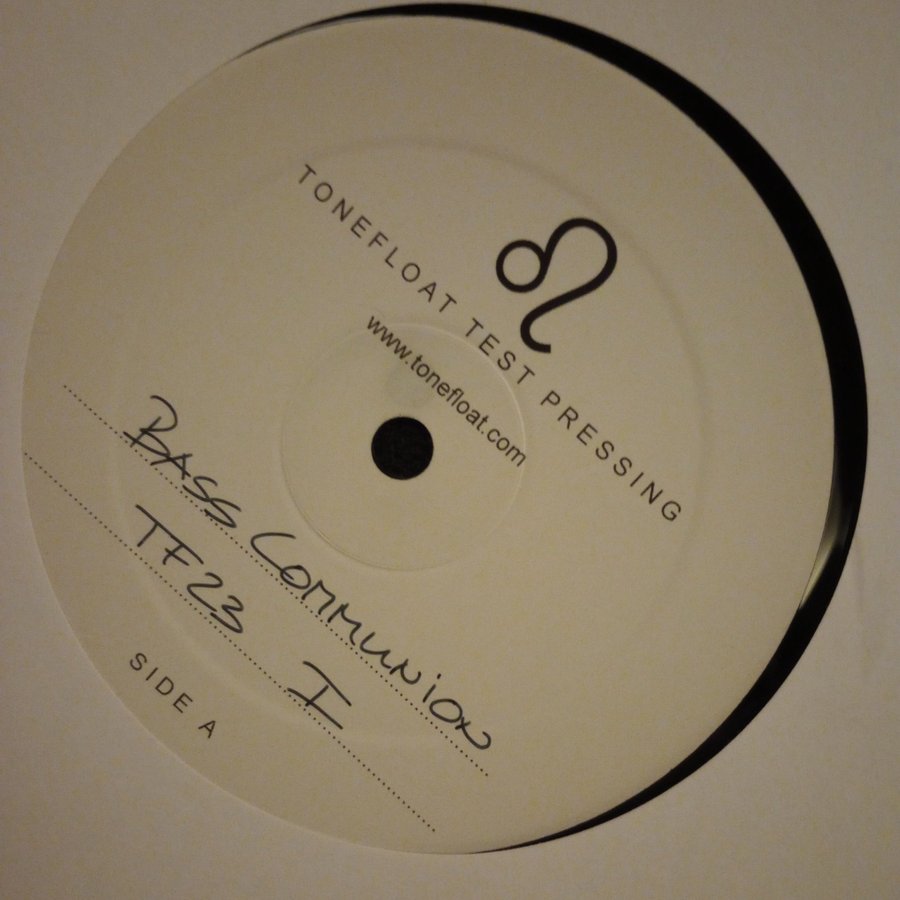 TONEFLOAT TEST PRESSING
www.tonefloat.com
BASS COMMUNION
TF23 I
SIDE A